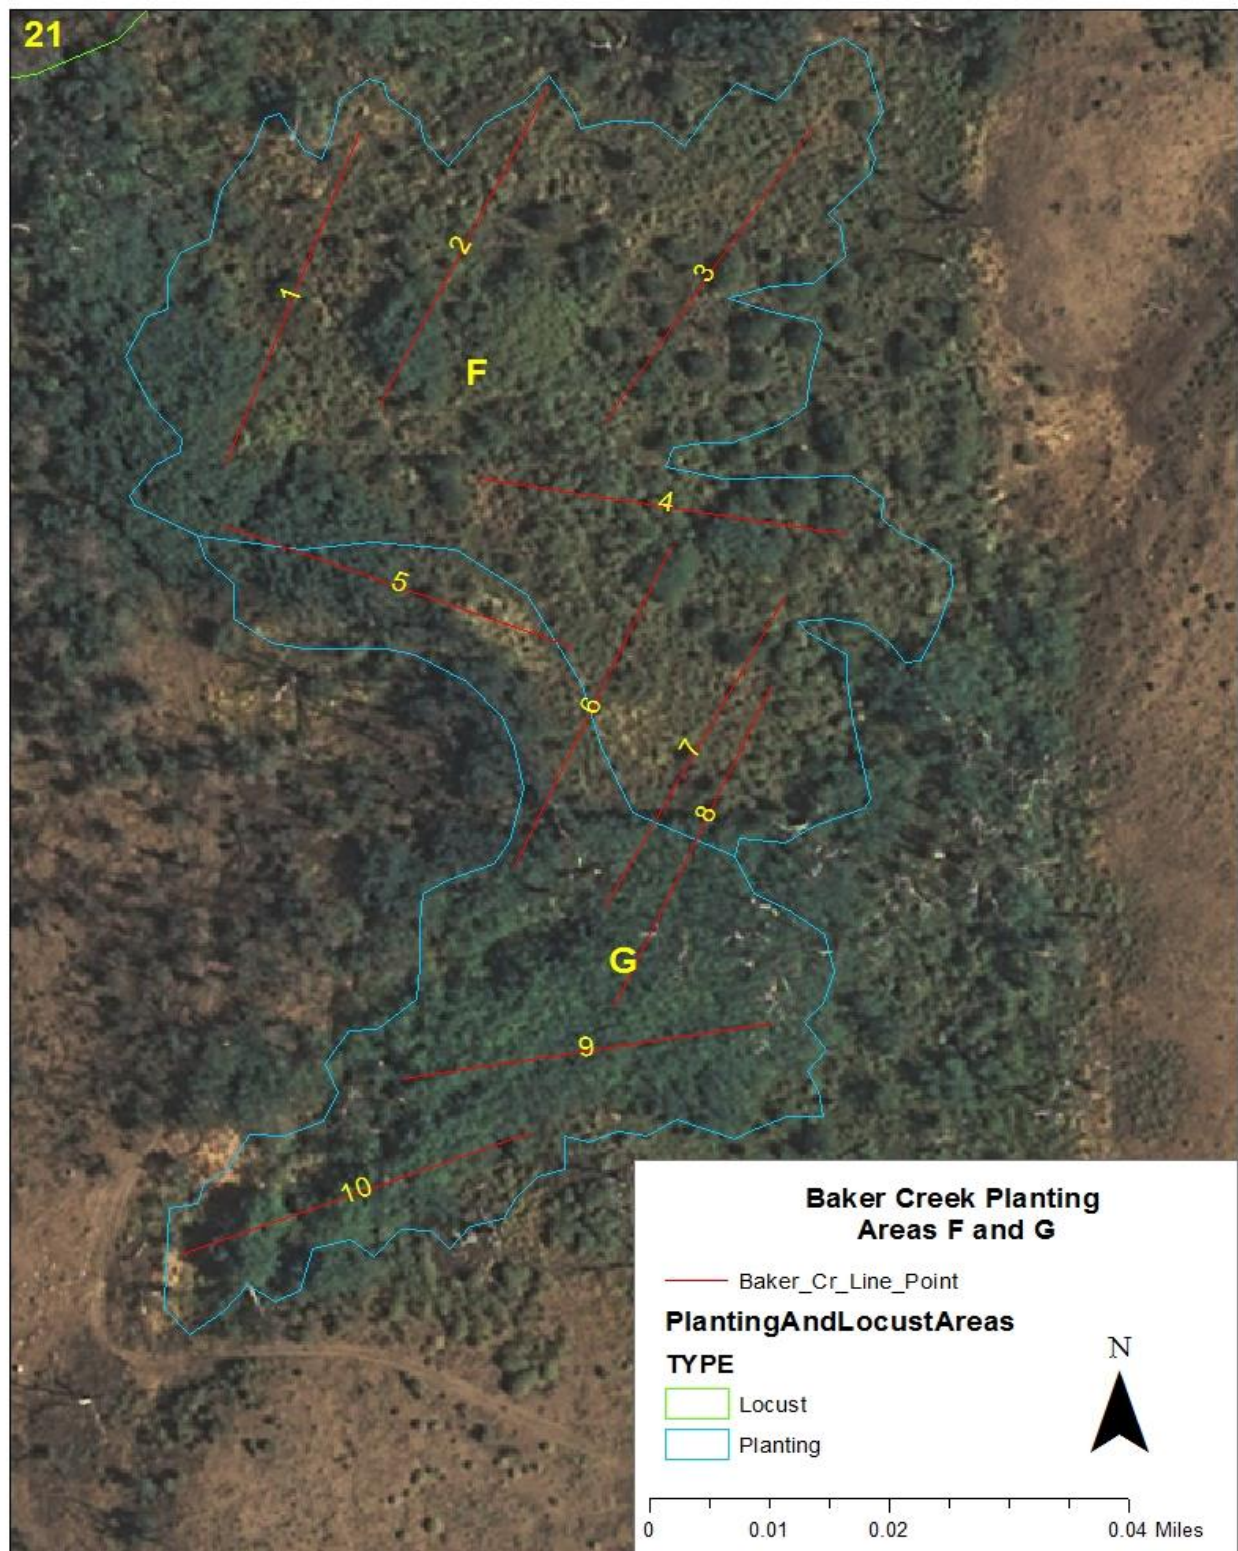 21
1
2
3
F
4
5
6
7
8
G
9
10
Baker Creek Planting
Areas F and G
Baker_Cr_Line_Point
PlantingAndLocustAreas
TYPE
Locust
Planting
N
0 0.01 0.02 0.04 Miles